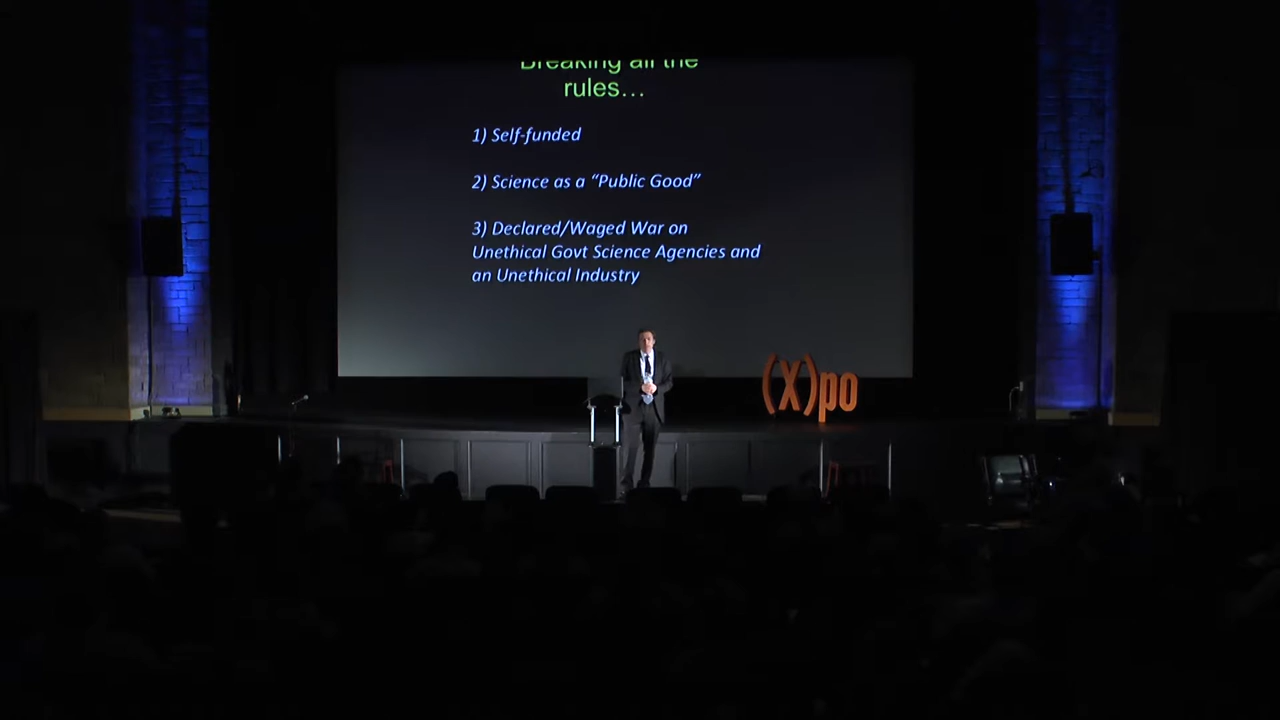 Breaking all the
rules…
1) Self-funded
2) Science as a “Public Good”
3) Declared/Waged War on
Unethical Govt Science Agencies and
an Unethical Industry
(X)po